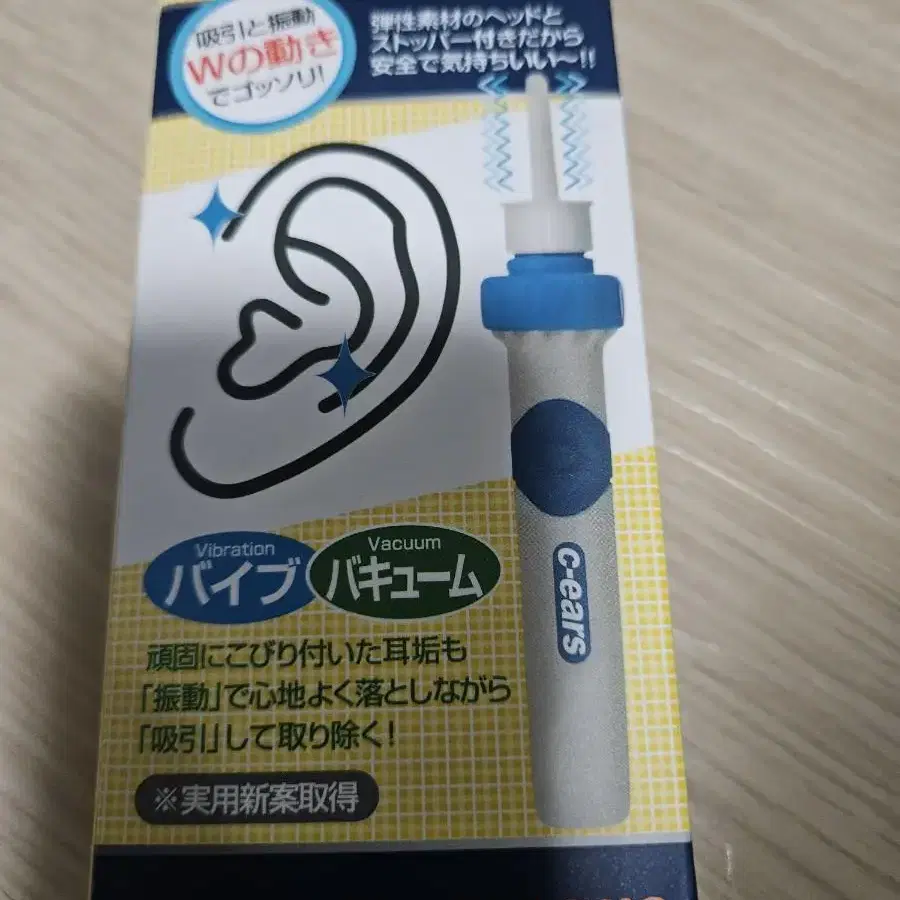 吸引と振動
Wの動き
でゴッソリ!
弾性素材のヘッドと
ストッパー付きだから
安全で気持ちいい〜!!
Vibration
バイブ
Vacuum
バキューム
c-ears
頑固にこびり付いた耳垢も
「振動」で心地よく落としながら
「吸引」して取り除く!
※実用新案取得